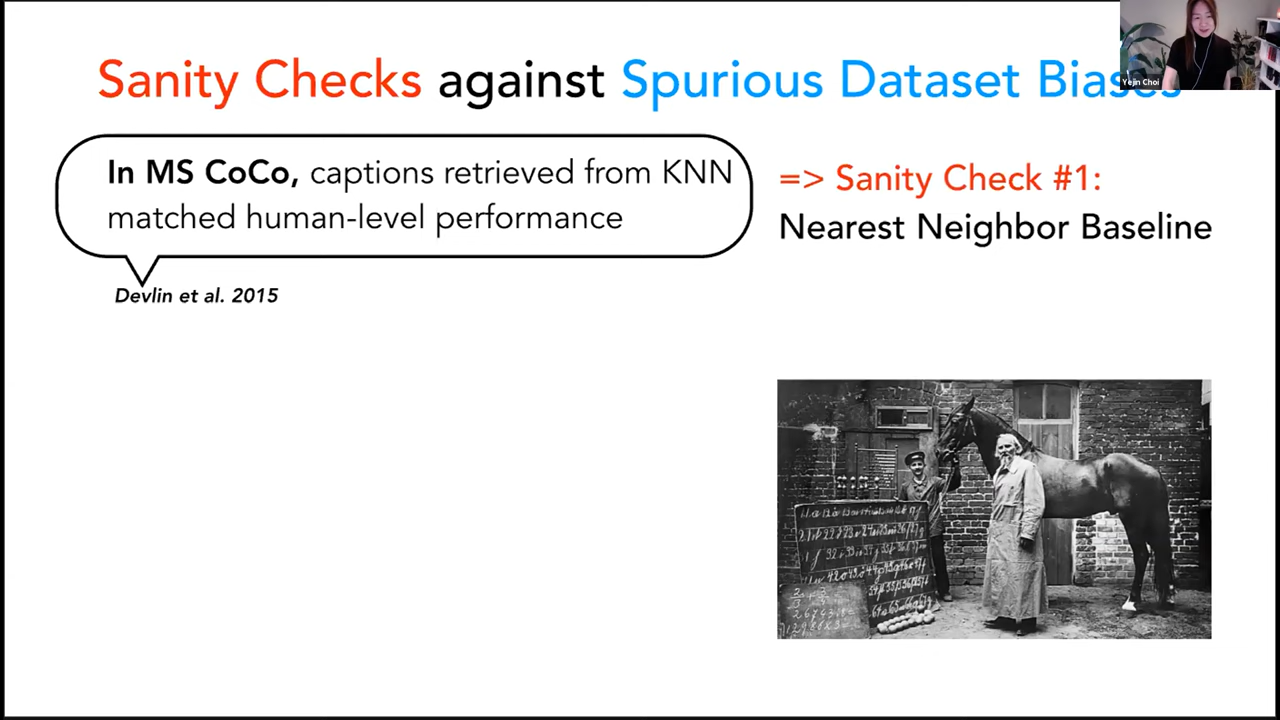 Sanity Checks against Spurious Dataset Biases
Yejin Choi
In MS CoCo, captions retrieved from KNN
matched human-level performance
Devlin et al. 2015
=> Sanity Check #1:
Nearest Neighbor Baseline